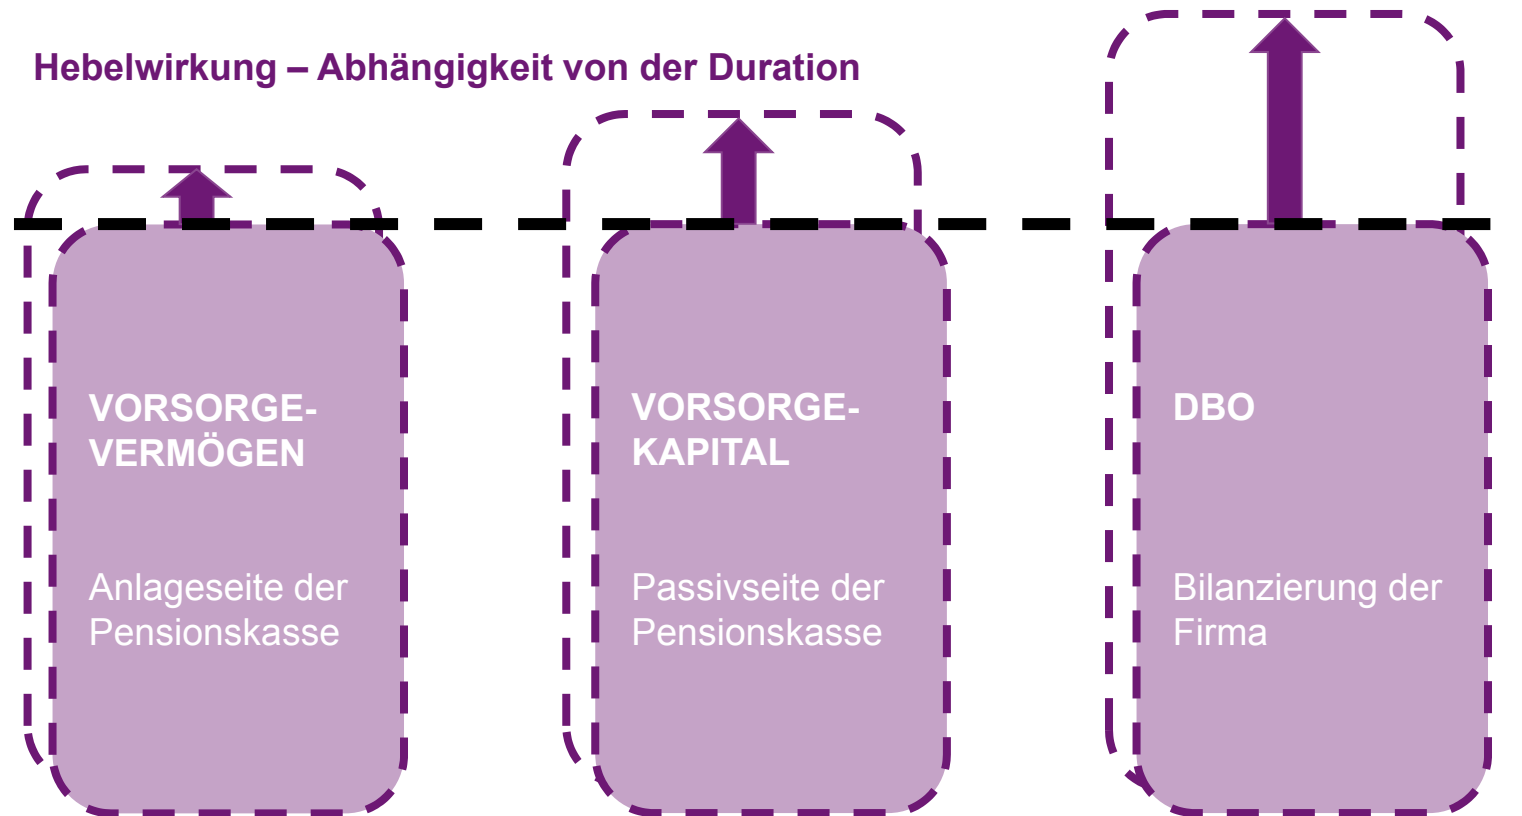 Hebelwirkung – Abhängigkeit von der Duration
VORSORGE-
VERMÖGEN
Anlageseite der
Pensionskasse
VORSORGE-
KAPITAL
Passivseite der
Pensionskasse
DBO
Bilanzierung der
Firma